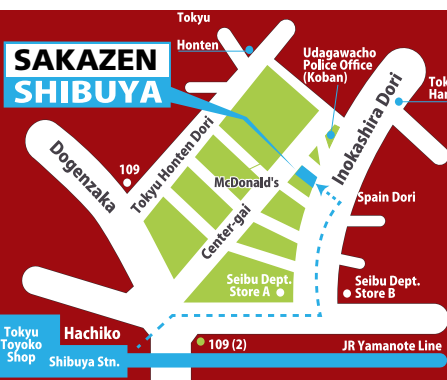 Tokyu
Honten
SAKAZEN
SHIBUYA
Udagawacho
Police Office
(Koban)
Inokashira Dori
Dogenzaka
109
Tokyu Honten Dori
McDonald's
Center-gai
Spain Dori
Seibu Dept.
Store A
Seibu Dept.
Store B
Tokyu
Toyoko
Shop
Hachiko
Shibuya Stn.
109 (2)
JR Yamanote Line